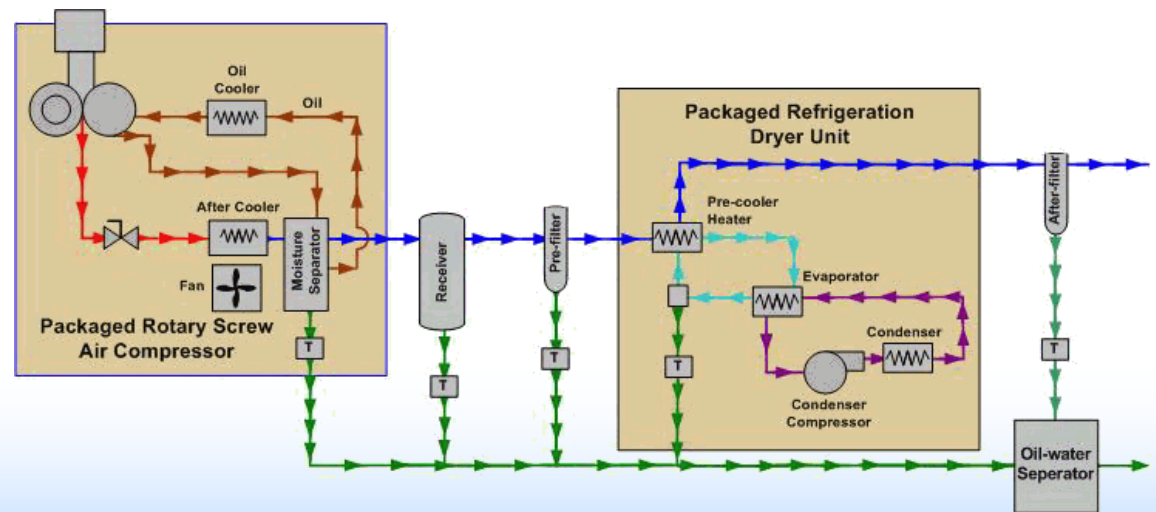 Oil
Cooler
Oil
After Cooler
Fan
Moisture
Separator
Packaged Rotary Screw
Air Compressor
T
Receiver
T
Pre-filter
T
Packaged Refrigeration
Dryer Unit
Pre-cooler
Heater
Evaporator
Condenser
Condenser
Compressor
T
After-filter
T
Oil-water
Seperator